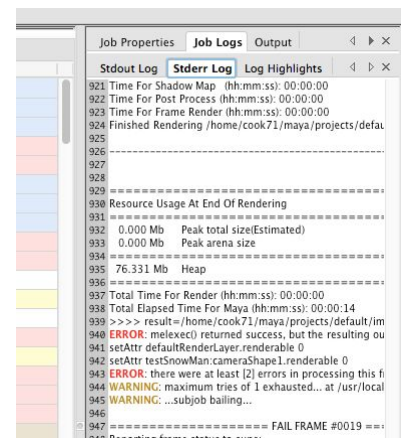 Job Properties Job Logs Output
Stdout Log Stderr Log Log Highlights
921 Time For Shadow Map (hh:mm:ss): 00:00:00
922 Time For Post Process (hh:mm:ss): 00:00:00
923 Time For Frame Render (hh:mm:ss): 00:00:00
924 Finished Rendering /home/cook71/maya/projects/defau
925
926 --------------------------------------------------
927
928
929 ==================================
930 Resource Usage At End Of Rendering
931 ==================================
932 0.000 Mb Peak total size(Estimated)
933 0.000 Mb Peak arena size
934 ==================================
935 76.331 Mb Heap
936 ==================================
937 Total Time For Render (hh:mm:ss): 00:00:00
938 Total Elapsed Time For Maya (hh:mm:ss): 00:00:14
939 >>>> result=/home/cook71/maya/projects/default/im
940 ERROR: melexec() returned success, but the resulting ou
941 setAttr defaultRenderLayer.renderable 0
942 setAttr testSnowMan:cameraShape1.renderable 0
943 ERROR: there were at least [2] errors in processing this f
944 WARNING: maximum tries of 1 exhausted... at /usr/local
945 WARNING: ...subjob bailing...
946
947 ======================= FAIL FRAME #0019 ===